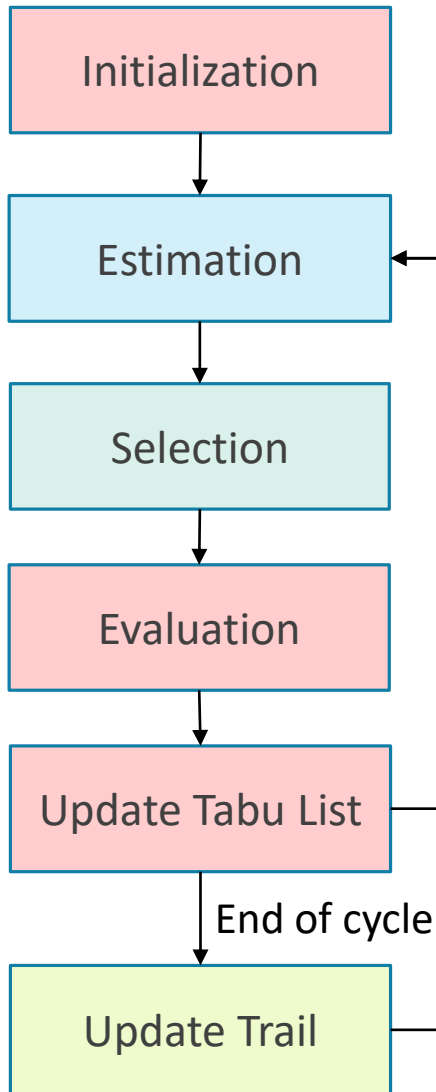 Initialization
Estimation
Selection
Evaluation
Update Tabu List
End of cycle
Update Trail